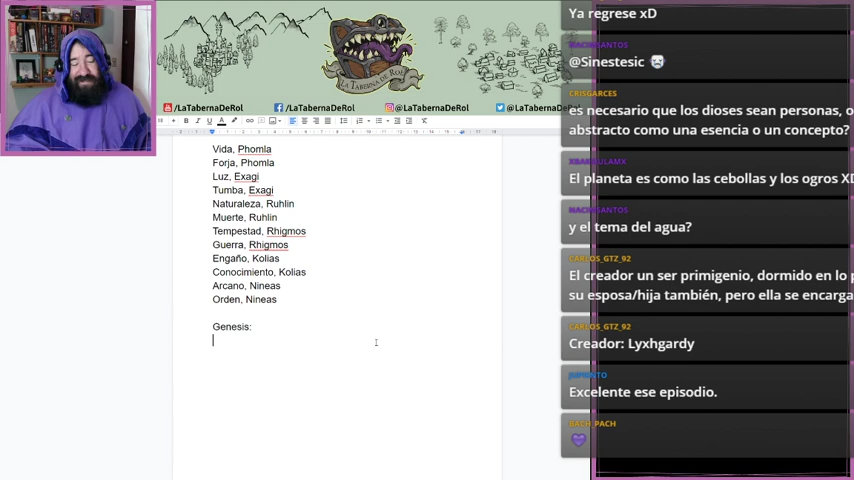 LA TABERNA DE ROL
/LaTabernaDeRol
/LaTabernaDeRol
@LaTabernaDeRol
@LaTabernaDeRol
Vida, Phomla
Forja, Phomla
Luz, Exagi
Tumba, Exagi
Naturaleza, Ruhlin
Muerte, Ruhlin
Tempestad, Rhigmos
Guerra, Rhigmos
Engaño, Kolias
Conocimiento, Kolias
Arcano, Nineas
Orden, Nineas
Genesis:
Ya regrese xD
@Sinestesic
CRISGARCES
es necesario que los dioses sean personas, o
abstracto como una esencia o un concepto?
El planeta es como las cebollas y los ogros XD
y el tema del agua?
CARLOS_GTZ_92
El creador un ser primigenio, dormido en lo
su esposa/hija también, pero ella se encarga
CARLOS_GTZ_92
Creador: Lyxhgardy
Excelente ese episodio.
BACH_PACH